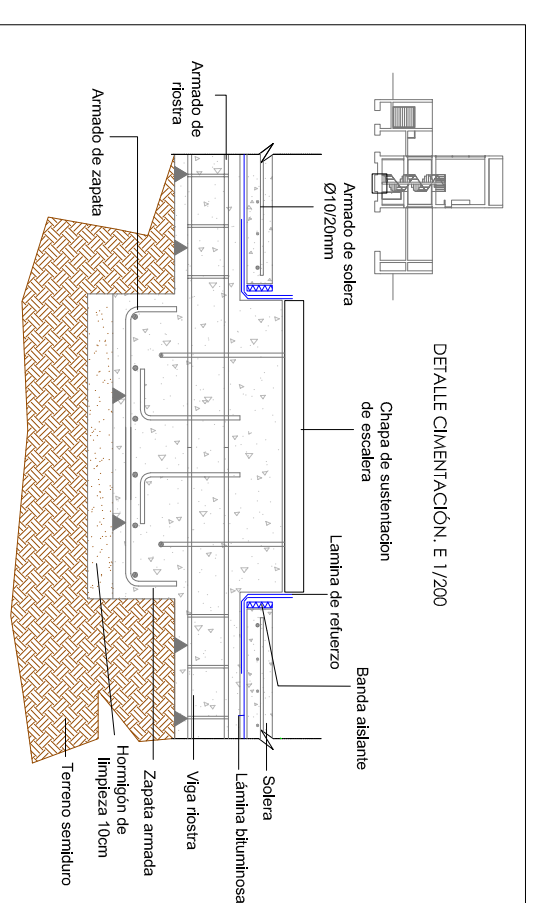 DETALLE CIMENTACIÓN. E 1/200
Chapa de sustentacion
de escalera
Armado de solera
Ø10/20mm
Armado de
riostra
Armado de zapata
Lamina de refuerzo
Banda aislante
Solera
Lámina bituminosa
Viga riostra
Zapata armada
Hormigón de
limpieza 10cm
Terreno semiduro